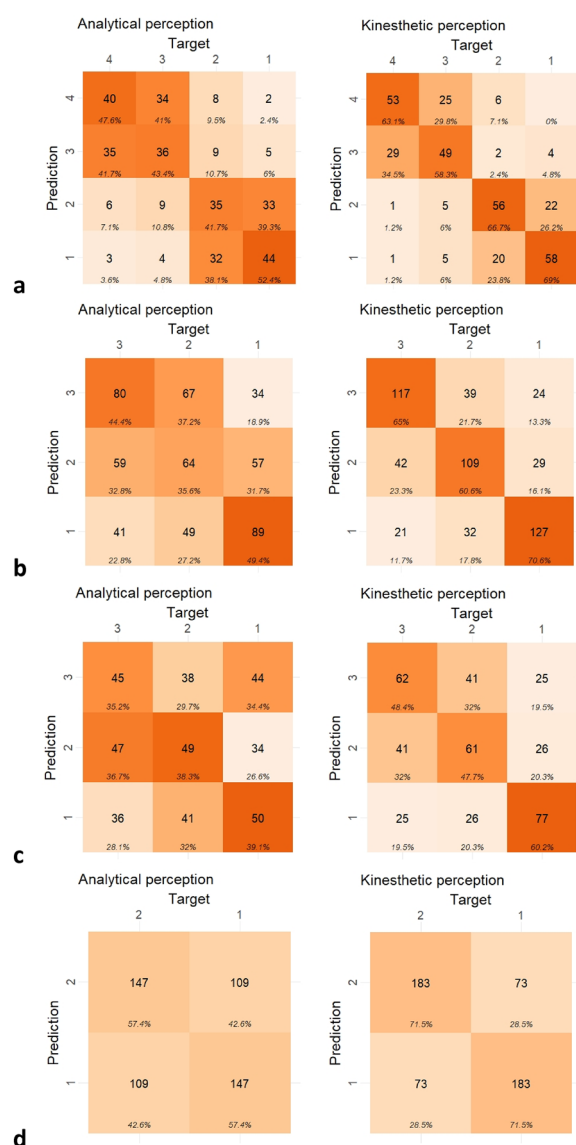 Analytical perception
Target
4 3 2 1
Prediction
4 40 34 8 2
47.6% 41% 9.5% 2.4%
3 35 36 9 5
41.7% 43.4% 10.7% 6%
2 6 9 35 33
7.1% 10.8% 41.7% 39.3%
1 3 4 32 44
3.6% 4.8% 38.1% 52.4%
Kinesthetic perception
Target
4 3 2 1
Prediction
4 53 25 6
63.1% 29.8% 7.1% 0%
3 29 49 2 4
34.5% 58.3% 2.4% 4.8%
2 1 5 56 22
1.2% 6% 66.7% 26.2%
1 1 5 20 58
1.2% 6% 23.8% 69%
a
Analytical perception
Target
3 2 1
Prediction
3 80 67 34
44.4% 37.2% 18.9%
2 59 64 57
32.8% 35.6% 31.7%
1 41 49 89
22.8% 27.2% 49.4%
Kinesthetic perception
Target
3 2 1
Prediction
3 117 39 24
65% 21.7% 13.3%
2 42 109 29
23.3% 60.6% 16.1%
1 21 32 127
11.7% 17.8% 70.6%
b
Analytical perception
Target
3 2 1
Prediction
3 45 38 44
35.2% 29.7% 34.4%
2 47 49 34
36.7% 38.3% 26.6%
1 36 41 50
28.1% 32% 39.1%
Kinesthetic perception
Target
3 2 1
Prediction
3 62 41 25
48.4% 32% 19.5%
2 41 61 26
32% 47.7% 20.3%
1 25 26 77
19.5% 20.3% 60.2%
c
Analytical perception
Target
2 1
Prediction
2 147 109
57.4% 42.6%
1 109 147
42.6% 57.4%
Kinesthetic perception
Target
2 1
Prediction
2 183 73
71.5% 28.5%
1 73 183
28.5% 71.5%
d